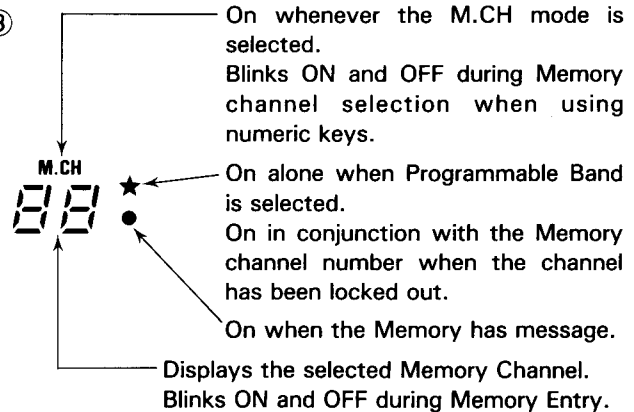 On whenever the M.CH mode is
selected.
Blinks ON and OFF during Memory
channel selection when using
numeric keys.
M.CH
88
On alone when Programmable Band
is selected.
On in conjunction with the Memory
channel number when the channel
has been locked out.
On when the Memory has message.
Displays the selected Memory Channel.
Blinks ON and OFF during Memory Entry.